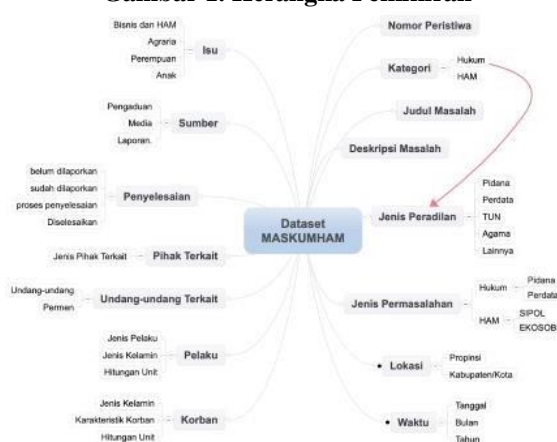 Bisnis dan HAM
Agraria
Perempuan
Anak
Isu
Pengaduan
Media
Laporan.
Sumber
belum dilaporkan
sudah dilaporkan
proses penyelesaian
Diselesaikan
Penyelesaian
Jenis Pihak Terkait
Pihak Terkait
Undang-undang
Permen
Undang-undang Terkait
Jenis Pelaku
Jenis Kelamin
Hitungan Unit
Pelaku
Jenis Kelamin
Karakteristik Korban
Hitungan Unit
Korban
Dataset
MASKUMHAM
Nomor Peristiwa
Kategori
Hukum
HAM
Judul Masalah
Deskripsi Masalah
Jenis Peradilan
Pidana
Perdata
TUN
Agama
Lainnya
Jenis Permasalahan
Hukum
Pidana
Perdata
HAM
SIPOL
EKOSOB
Lokasi
Propinsi
Kabupaten/Kota
Waktu
Tanggal
Bulan
Tahun